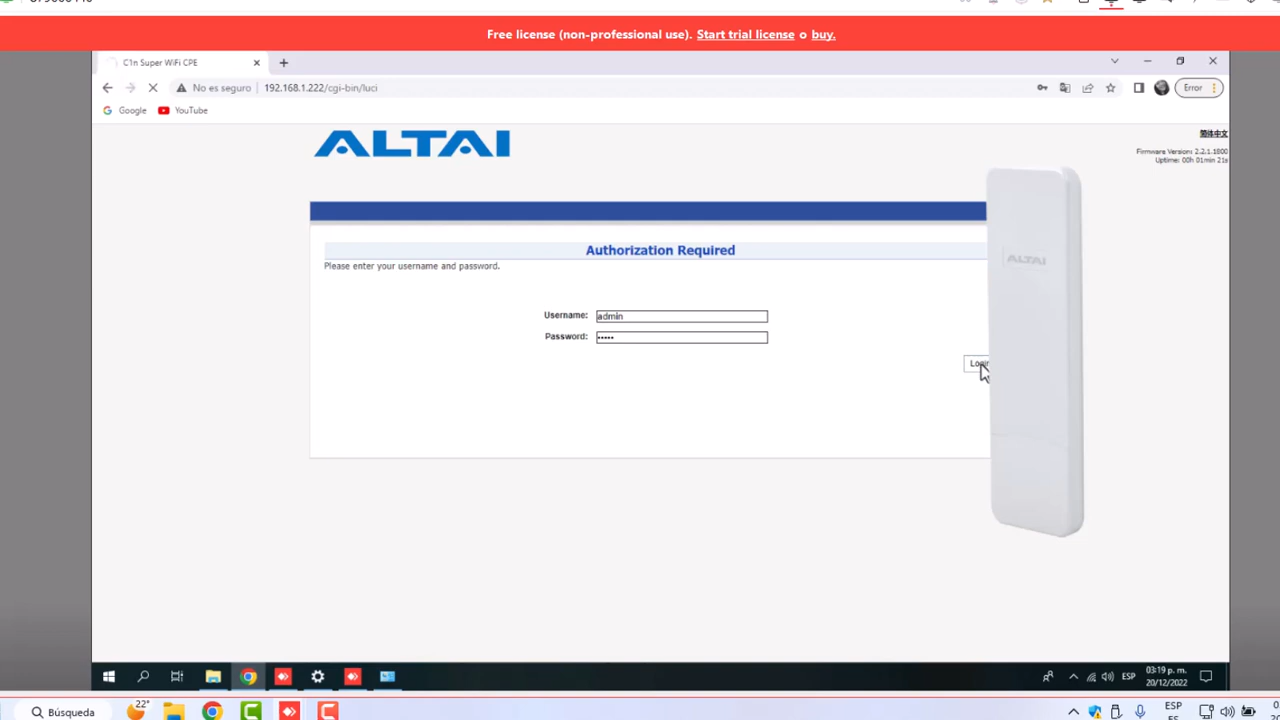 Free license (non-professional use). Start trial license o buy.
C1n Super WiFi CPE
No es seguro 192.168.1.222/cgi-bin/luci
Error
Google YouTube
ALTAI
简体中文
Firmware Version: 2.2.1.1800
Uptime: 00h 01min 21s
ALTAI
Authorization Required
Please enter your username and password.
Username: admin
Password: •••••
Login
ESP 03:19 p. m.
20/12/2022
Búsqueda 22° ESP